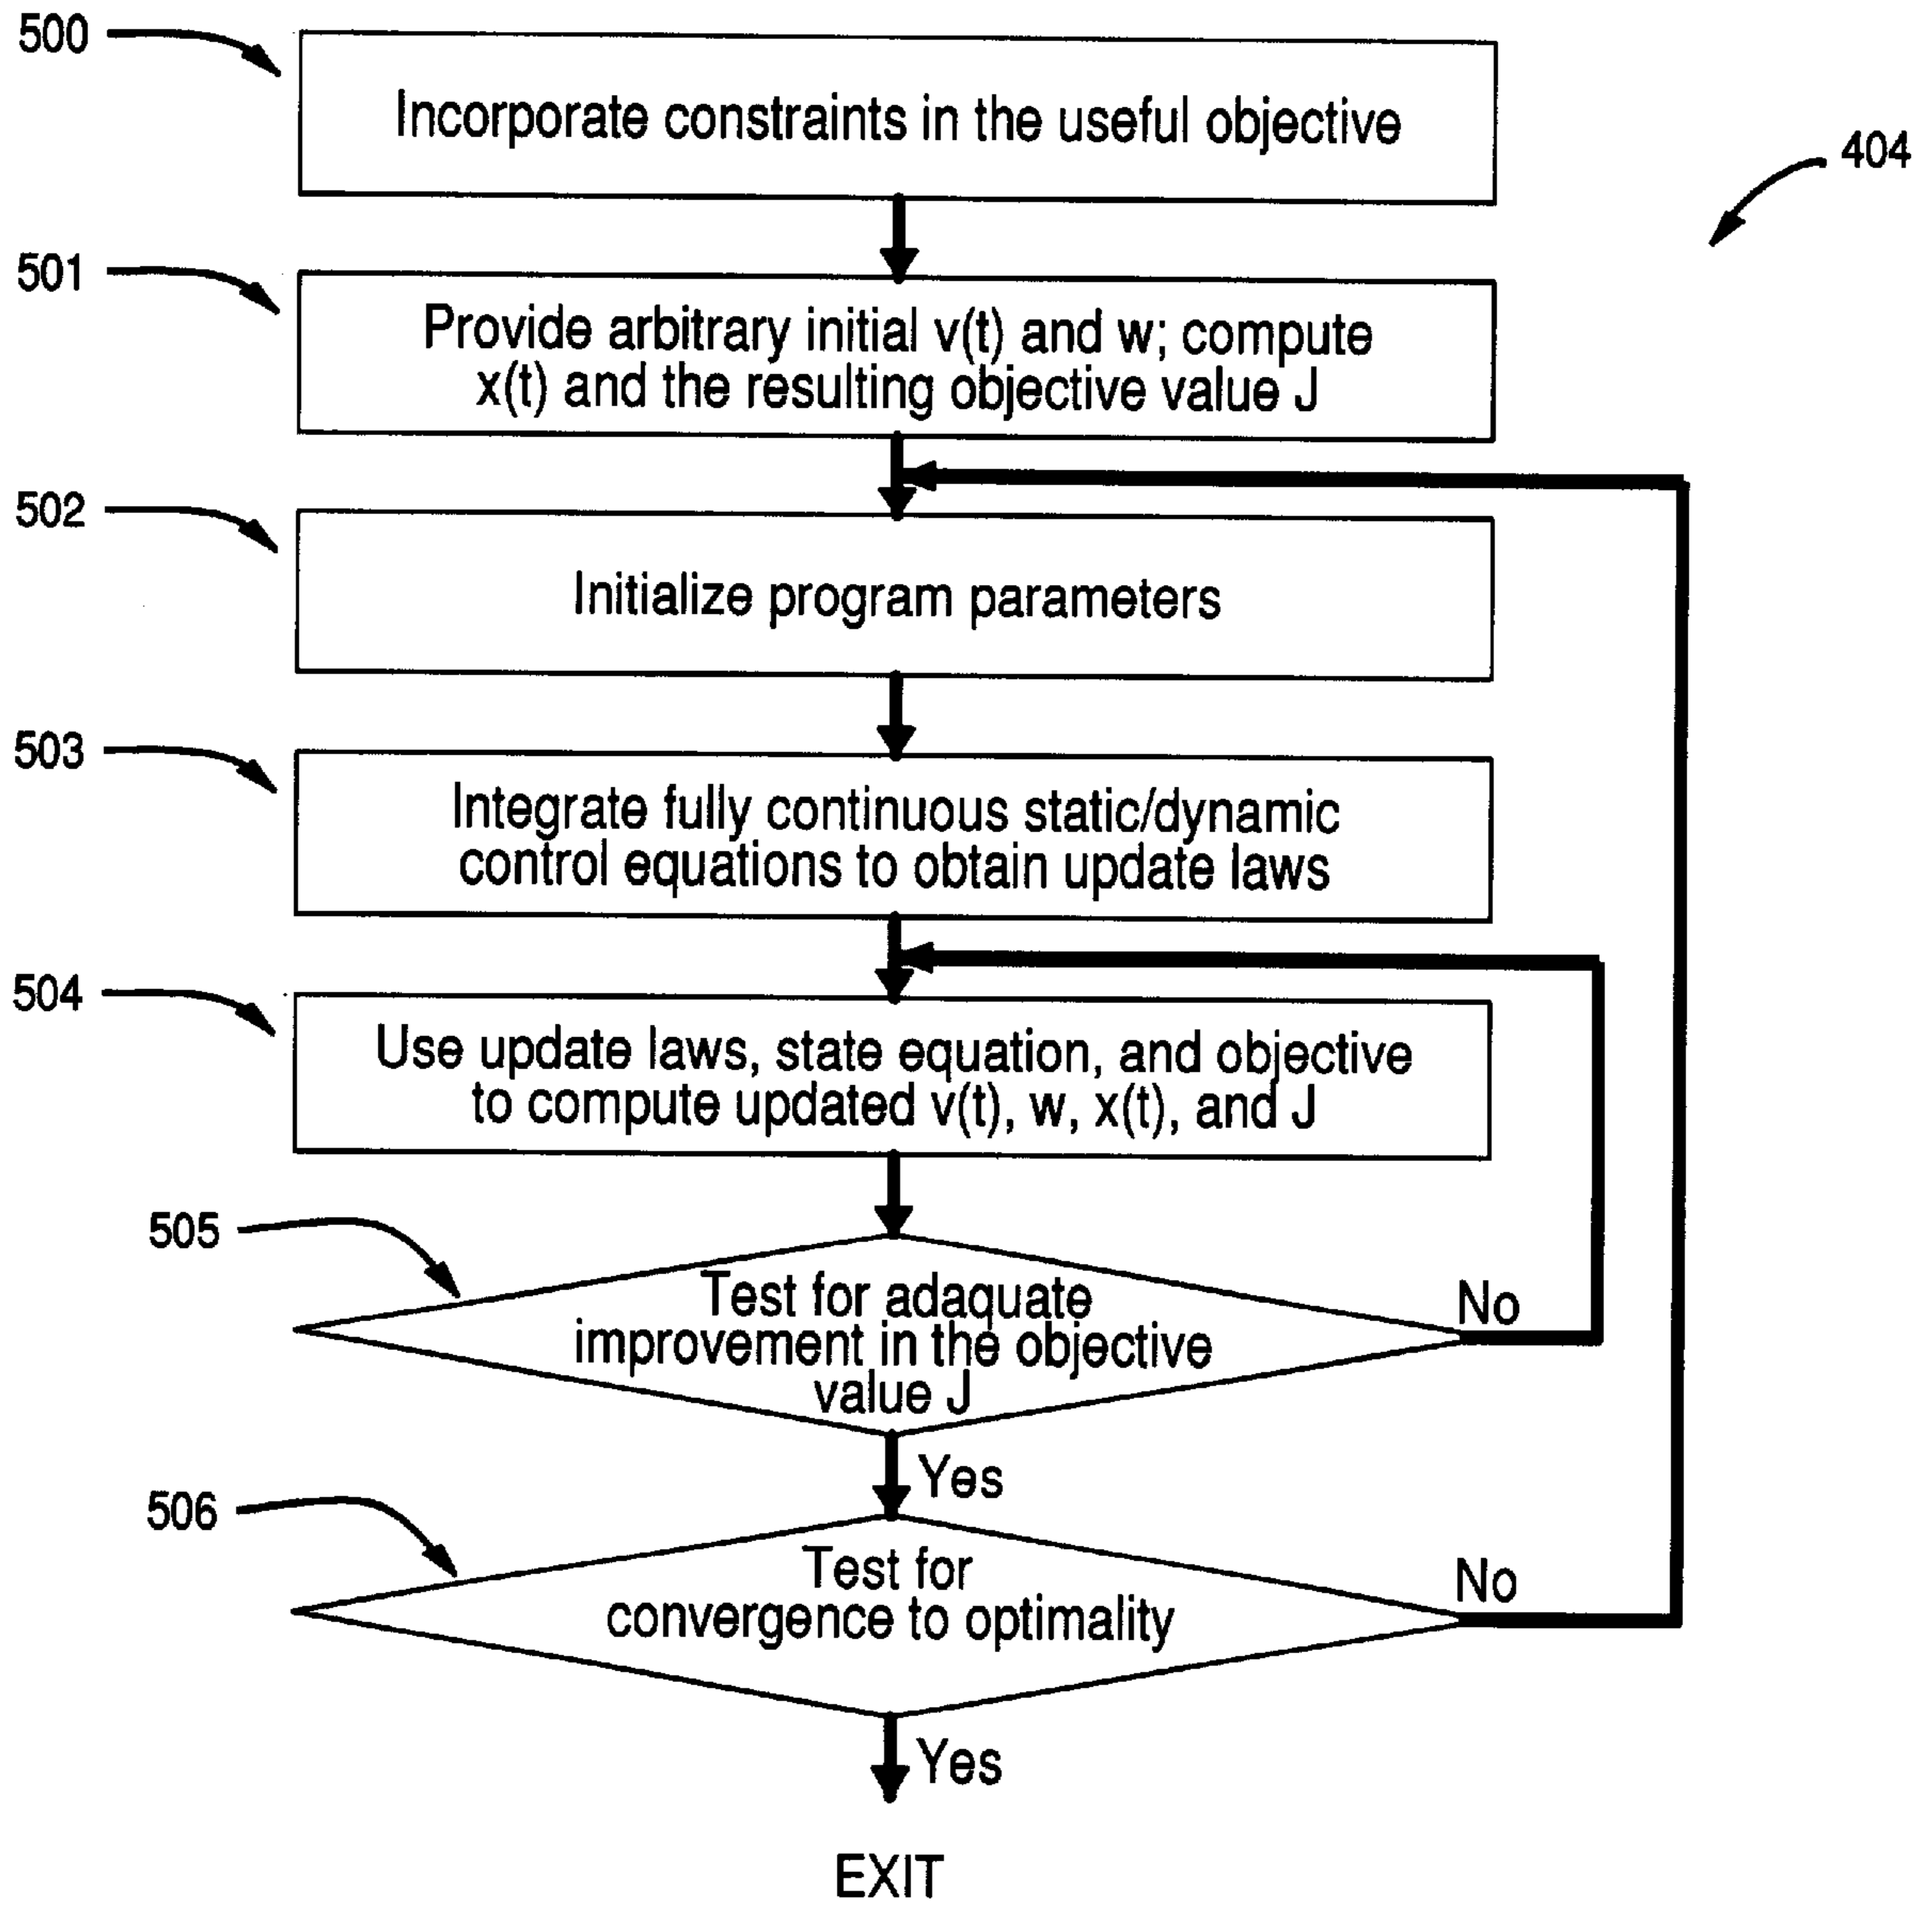 500
Incorporate constraints in the useful objective
404
501
Provide arbitrary initial v(t) and w; compute
x(t) and the resulting objective value J
502
Initialize program parameters
503
Integrate fully continuous static/dynamic
control equations to obtain update laws
504
Use update laws, state equation, and objective
to compute updated v(t), w, x(t), and J
505
Test for adaquate
improvement in the objective
value J
No
Yes
506
Test for
convergence to optimality
No
Yes
EXIT